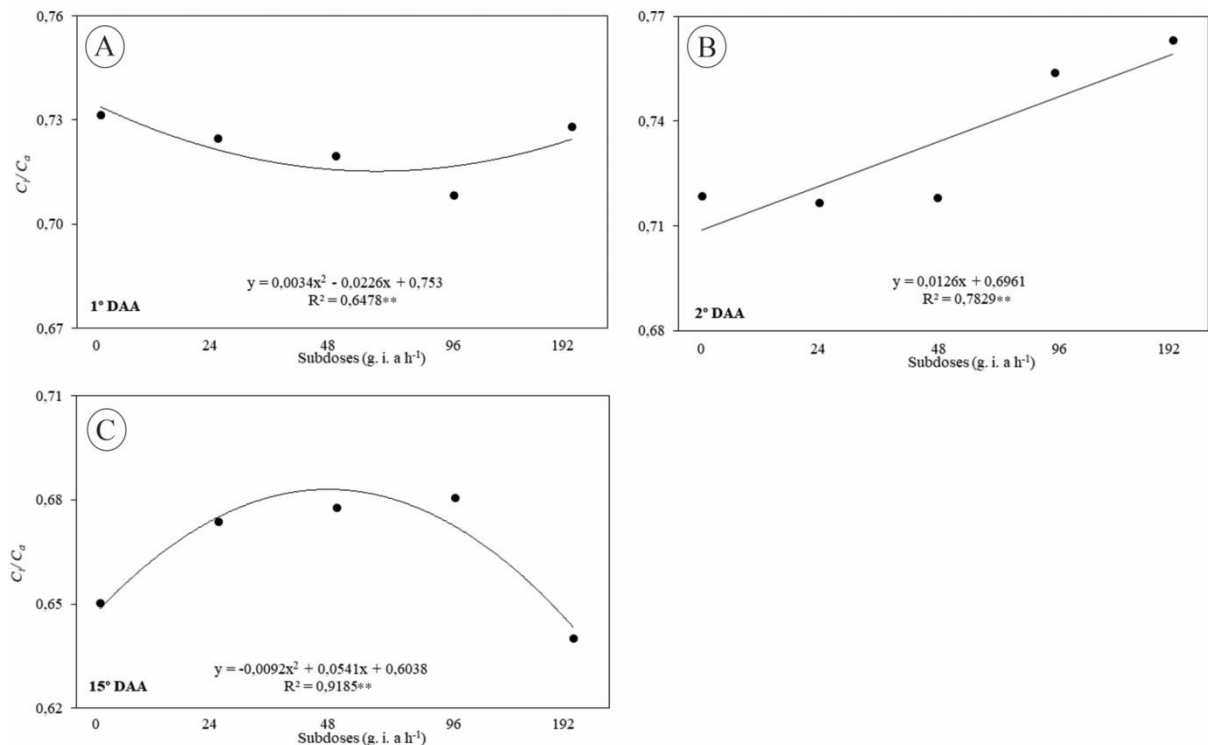 A
0,76
0,73
0,70
0,67
Ci/Ca
y = 0,0034x² - 0,0226x + 0,753
R² = 0,6478**
1º DAA
0 24 48 96 192
Subdoses (g. i. a h⁻¹)
B
0,77
0,74
0,71
0,68
y = 0,0126x + 0,6961
R² = 0,7829**
2º DAA
0 24 48 96 192
Subdoses (g. i. a h⁻¹)
C
0,71
0,68
0,65
0,62
Ci/Ca
y = -0,0092x² + 0,0541x + 0,6038
R² = 0,9185**
15º DAA
0 24 48 96 192
Subdoses (g. i. a h⁻¹)